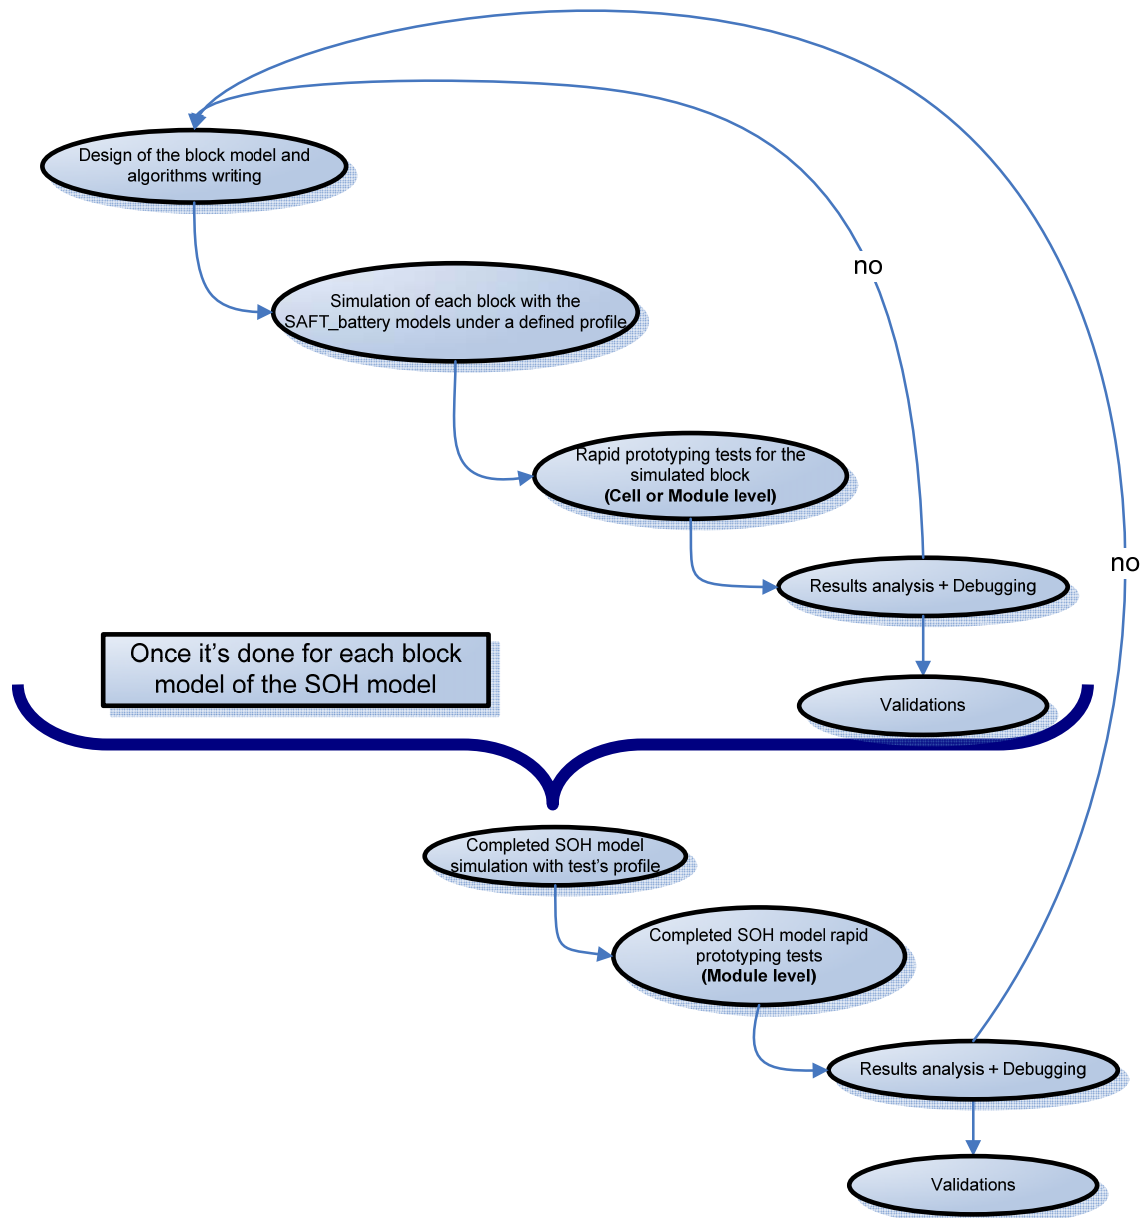 Design of the block model and
algorithms writing
no
Simulation of each block with the
SAFT_battery models under a defined profile
Rapid prototyping tests for the
simulated block
(Cell or Module level)
no
Results analysis + Debugging
Once it's done for each block
model of the SOH model
Validations
Completed SOH model
simulation with test's profile
Completed SOH model rapid
prototyping tests
(Module level)
Results analysis + Debugging
Validations